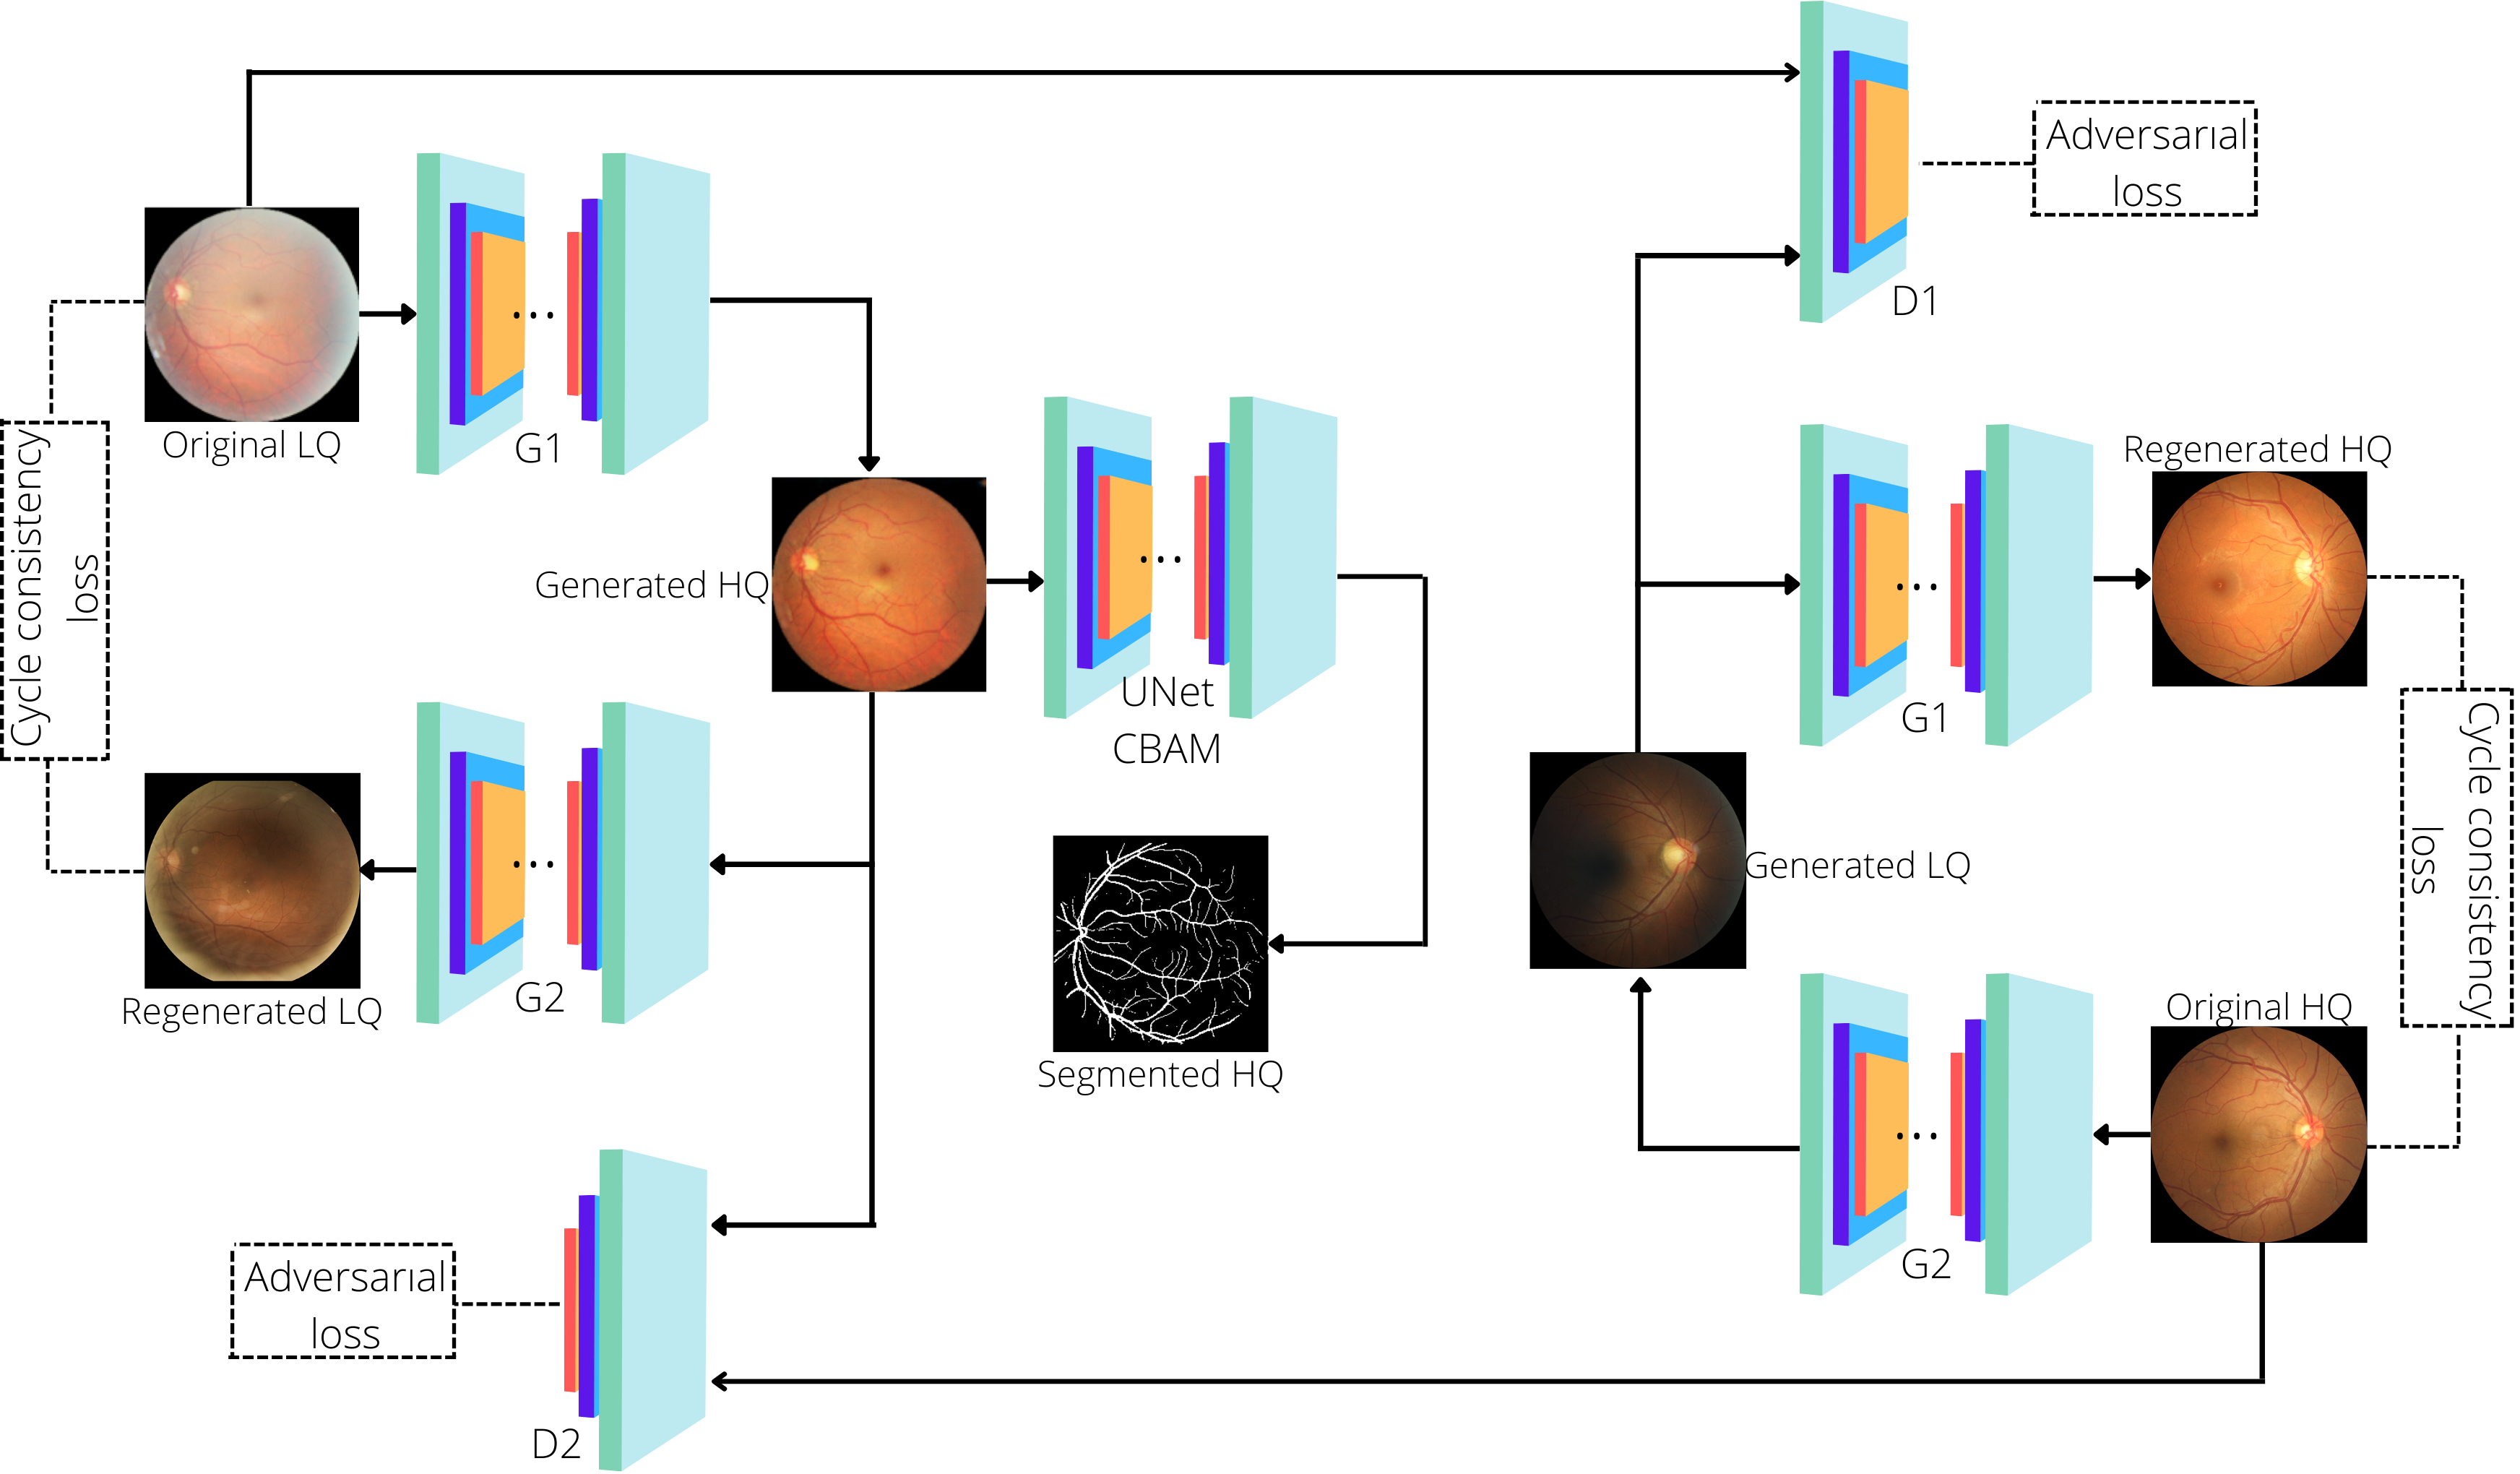 Adversarial
loss
D1
Original LQ
G1
Cycle consistency
loss
Generated HQ
UNet
CBAM
G1
Regenerated HQ
Cycle consistency
loss
Generated LQ
G2
Regenerated LQ
Segmented HQ
Original HQ
G2
Adversarial
loss
D2